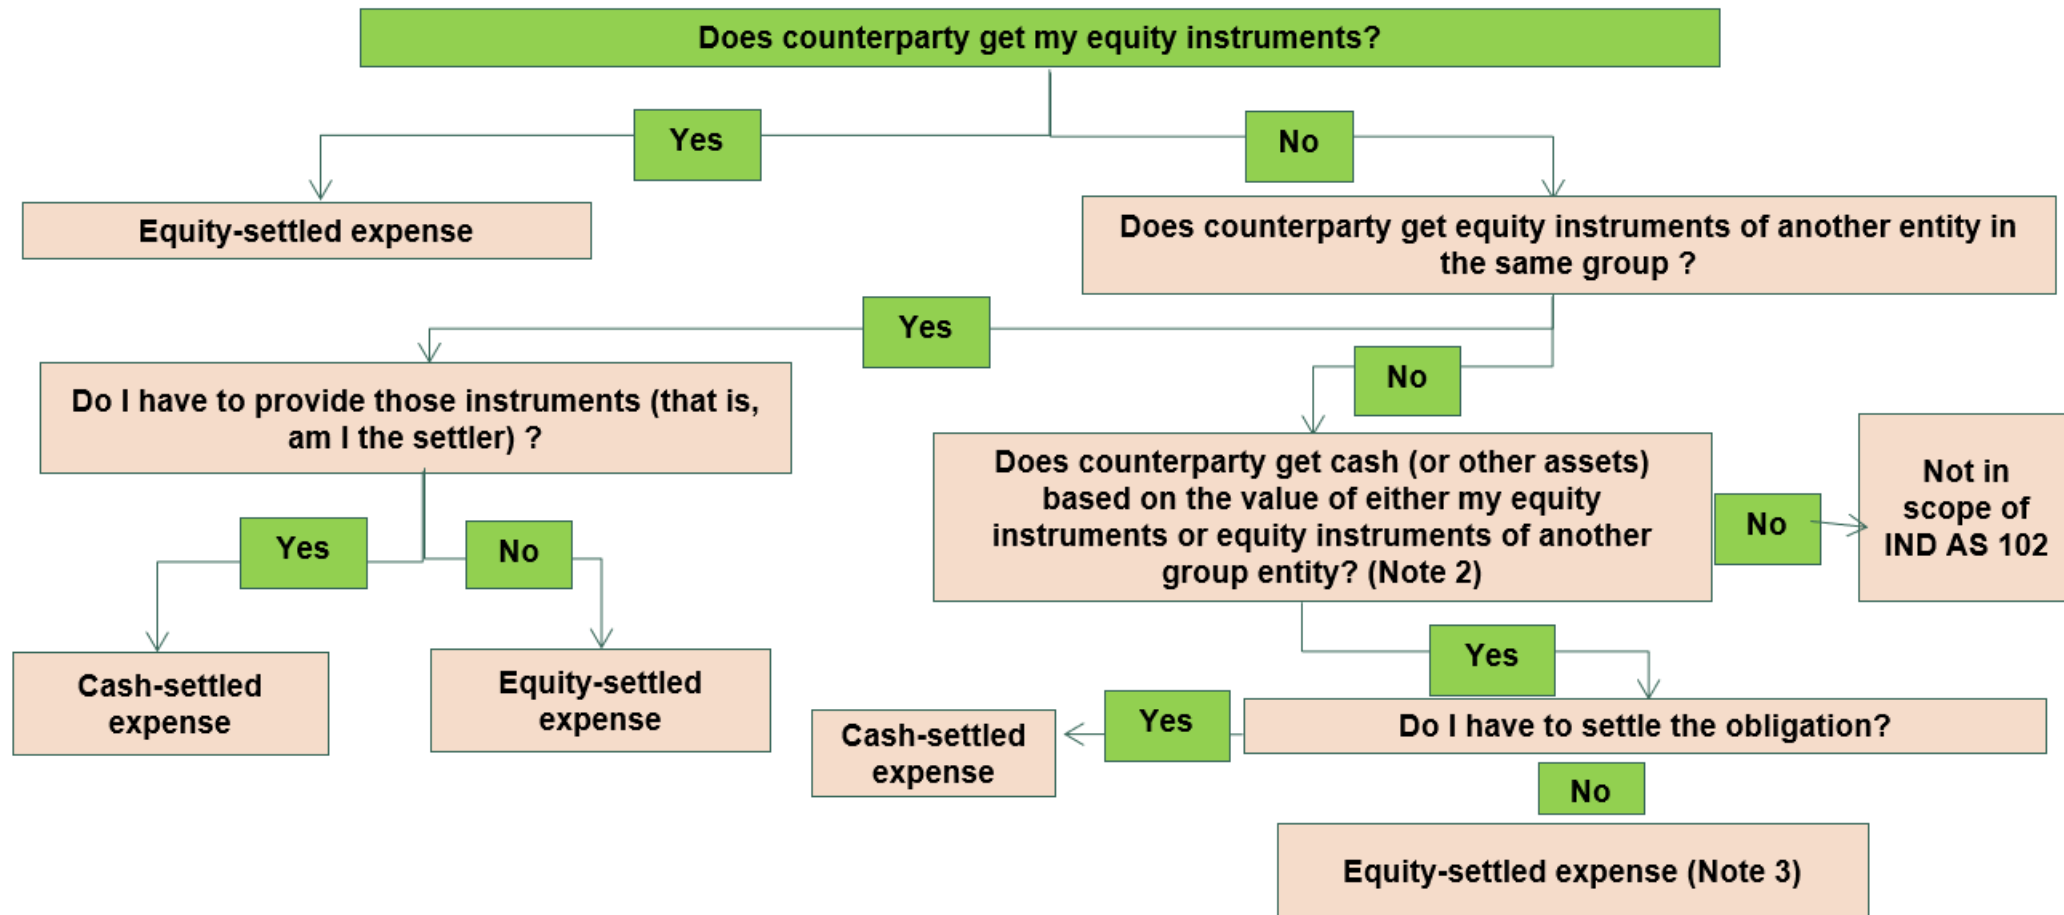 Does counterparty get my equity instruments?
Yes
No
Equity-settled expense
Does counterparty get equity instruments of another entity in
the same group ?
Yes
No
Do I have to provide those instruments (that is,
am I the settler) ?
Does counterparty get cash (or other assets)
based on the value of either my equity
instruments or equity instruments of another
group entity? (Note 2)
No
Not in
scope of
IND AS 102
Yes
No
Cash-settled
expense
Equity-settled
expense
Yes
Do I have to settle the obligation?
Yes
Cash-settled
expense
No
Equity-settled expense (Note 3)